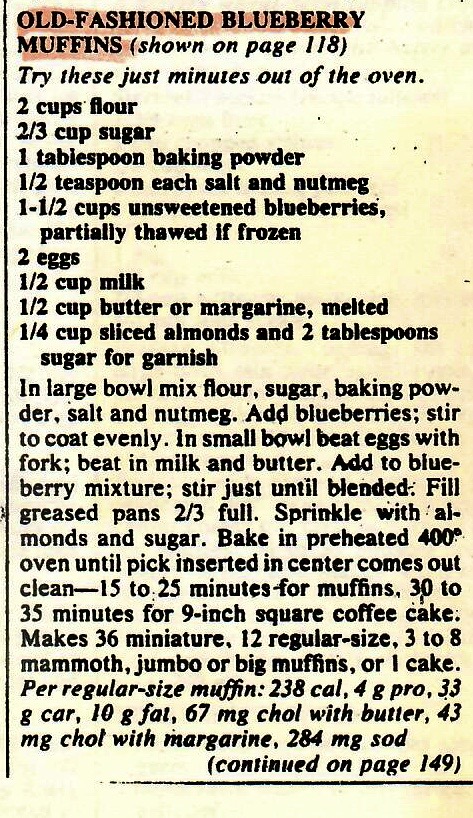 OLD-FASHIONED BLUEBERRY
MUFFINS (shown on page 118)
Try these just minutes out of the oven.
2 cups flour
2/3 cup sugar
1 tablespoon baking powder
1/2 teaspoon each salt and nutmeg
1-1/2 cups unsweetened blueberries,
partially thawed if frozen
2 eggs
1/2 cup milk
1/2 cup butter or margarine, melted
1/4 cup sliced almonds and 2 tablespoons
sugar for garnish
In large bowl mix flour, sugar, baking pow-
der, salt and nutmeg. Add blueberries; stir
to coat evenly. In small bowl beat eggs with
fork; beat in milk and butter. Add to blue-
berry mixture; stir just until blended. Fill
greased pans 2/3 full. Sprinkle with al-
monds and sugar. Bake in preheated 400°
oven until pick inserted in center comes out
clean—15 to 25 minutes for muffins, 30 to
35 minutes for 9-inch square coffee cake.
Makes 36 miniature, 12 regular-size, 3 to 8
mammoth, jumbo or big muffins, or 1 cake.
Per regular-size muffin: 238 cal, 4 g pro, 33
g car, 10 g fat, 67 mg chol with butter, 43
mg chol with margarine, 284 mg sod
(continued on page 149)